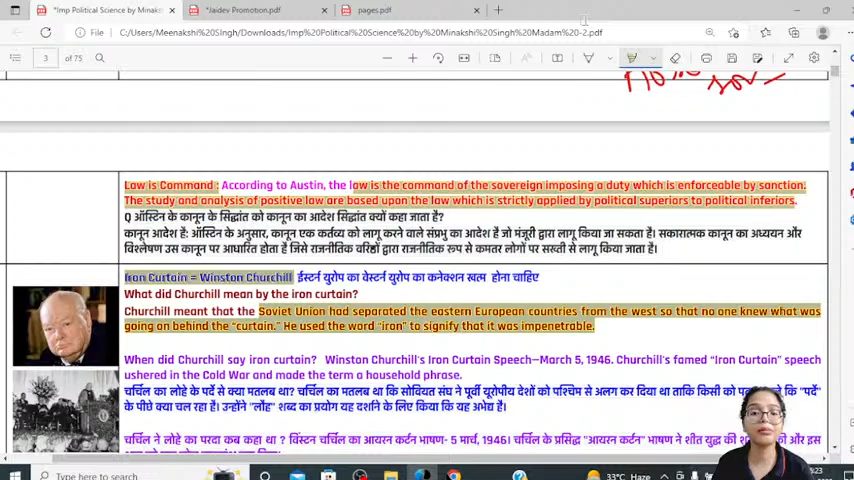 *Imp Political Science by Minaks
*Jaidev Promotion.pdf
pages.pdf
File
C:/Users/Meenakshi%20SIngh/Downloads/Imp%20Political%20Science%20by%20Minakshi%20Singh%20Madam%20-2.pdf
3 of 75
Law is Command : According to Austin, the law is the command of the sovereign imposing a duty which is enforceable by sanction.
The study and analysis of positive law are based upon the law which is strictly applied by political superiors to political inferiors.
Q ऑस्टिन के कानून के सिद्धांत को कानून का आदेश सिद्धांत क्यों कहा जाता है?
कानून आदेश है: ऑस्टिन के अनुसार, कानून एक कर्तव्य को लागू करने वाले संप्रभु का आदेश है जो मंजूरी द्वारा लागू किया जा सकता है। सकारात्मक कानून का अध्ययन और
विश्लेषण उस कानून पर आधारित होता है जिसे राजनीतिक वरिष्ठों द्वारा राजनीतिक रूप से कमतर लोगों पर सख्ती से लागू किया जाता है।
Iron Curtain = Winston Churchill ईस्टर्न युरोप का वेस्टर्न युरोप का कनेक्शन खत्म होना चाहिए
What did Churchill mean by the iron curtain?
Churchill meant that the Soviet Union had separated the eastern European countries from the west so that no one knew what was
going on behind the “curtain.” He used the word “iron” to signify that it was impenetrable.
When did Churchill say iron curtain? Winston Churchill's Iron Curtain Speech—March 5, 1946. Churchill's famed “Iron Curtain” speech
ushered in the Cold War and made the term a household phrase.
चर्चिल का लोहे के पर्दे से क्या मतलब था? चर्चिल का मतलब था कि सोवियत संघ ने पूर्वी यूरोपीय देशों को पश्चिम से अलग कर दिया था ताकि किसी को पता कि "पर्दे"
के पीछे क्या चल रहा है। उन्होंने "लौह" शब्द का प्रयोग यह दर्शाने के लिए किया कि यह अभेद्य है।
चर्चिल ने लोहे का परदा कब कहा था ? विंस्टन चर्चिल का आयरन कर्टन भाषण- 5 मार्च, 1946। चर्चिल के प्रसिद्ध "आयरन कर्टन" भाषण ने शीत युद्ध की की और इस
Type here to search
33°C Haze